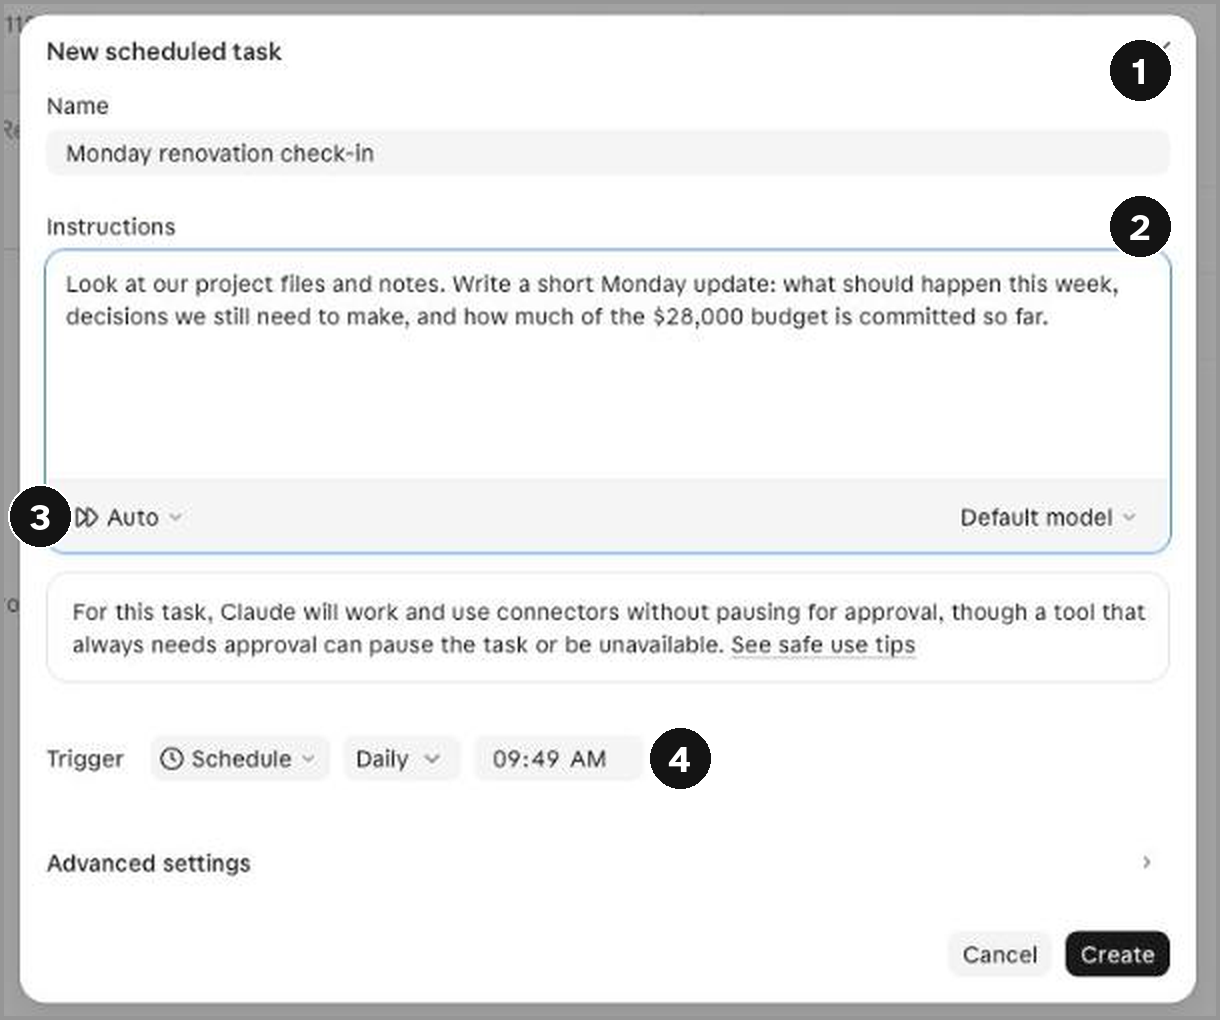 New scheduled task
1
Name
Monday renovation check-in
Instructions
2
Look at our project files and notes. Write a short Monday update: what should happen this week,
decisions we still need to make, and how much of the $28,000 budget is committed so far.
3
Auto
Default model
For this task, Claude will work and use connectors without pausing for approval, though a tool that
always needs approval can pause the task or be unavailable. See safe use tips
Trigger
Schedule
Daily
09:49 AM
4
Advanced settings
Cancel
Create